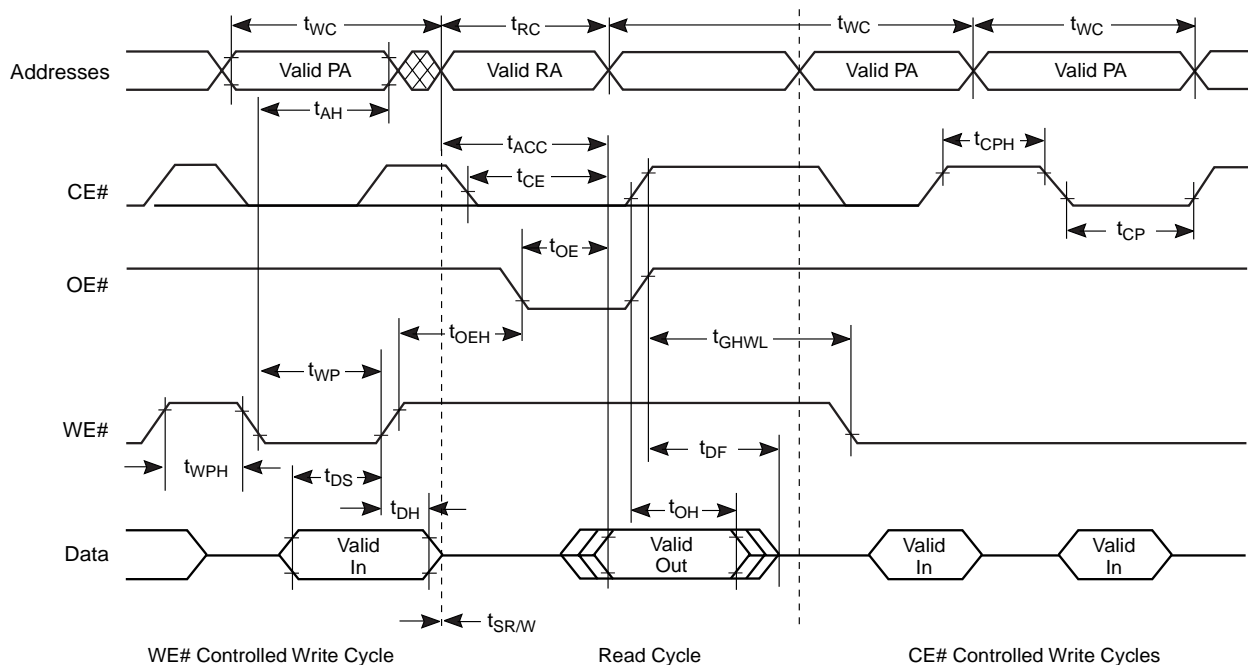 tWC tRC tWC tWC
Addresses Valid PA Valid RA Valid PA Valid PA
tAH
tACC tCPH
CE# tCE
tOE tCP
OE#
tOEH tGHWL
tWP
WE#
tWPH tDS tDF
tDH tOH
Data Valid In Valid Out Valid In Valid In
tSR/W
WE# Controlled Write Cycle Read Cycle CE# Controlled Write Cycles